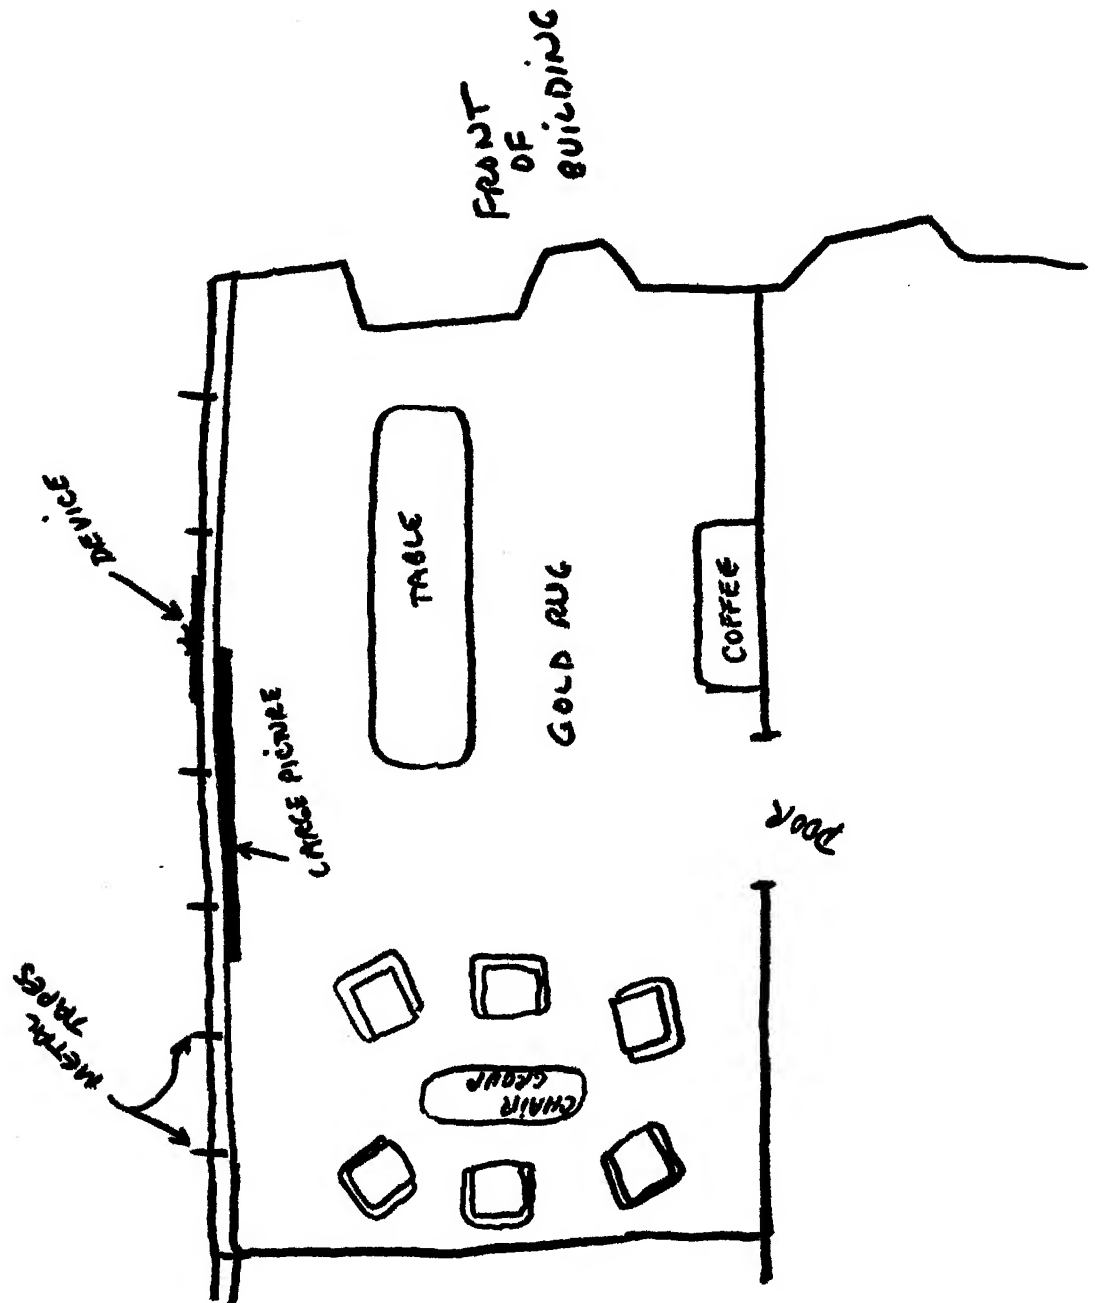 FRONT
OF
BUILDING
DEVICE
TABLE
GOLD RUG
COFFEE
LARGE PICTURE
DOOR
METAL
TAPES
CHAIR
GROUP